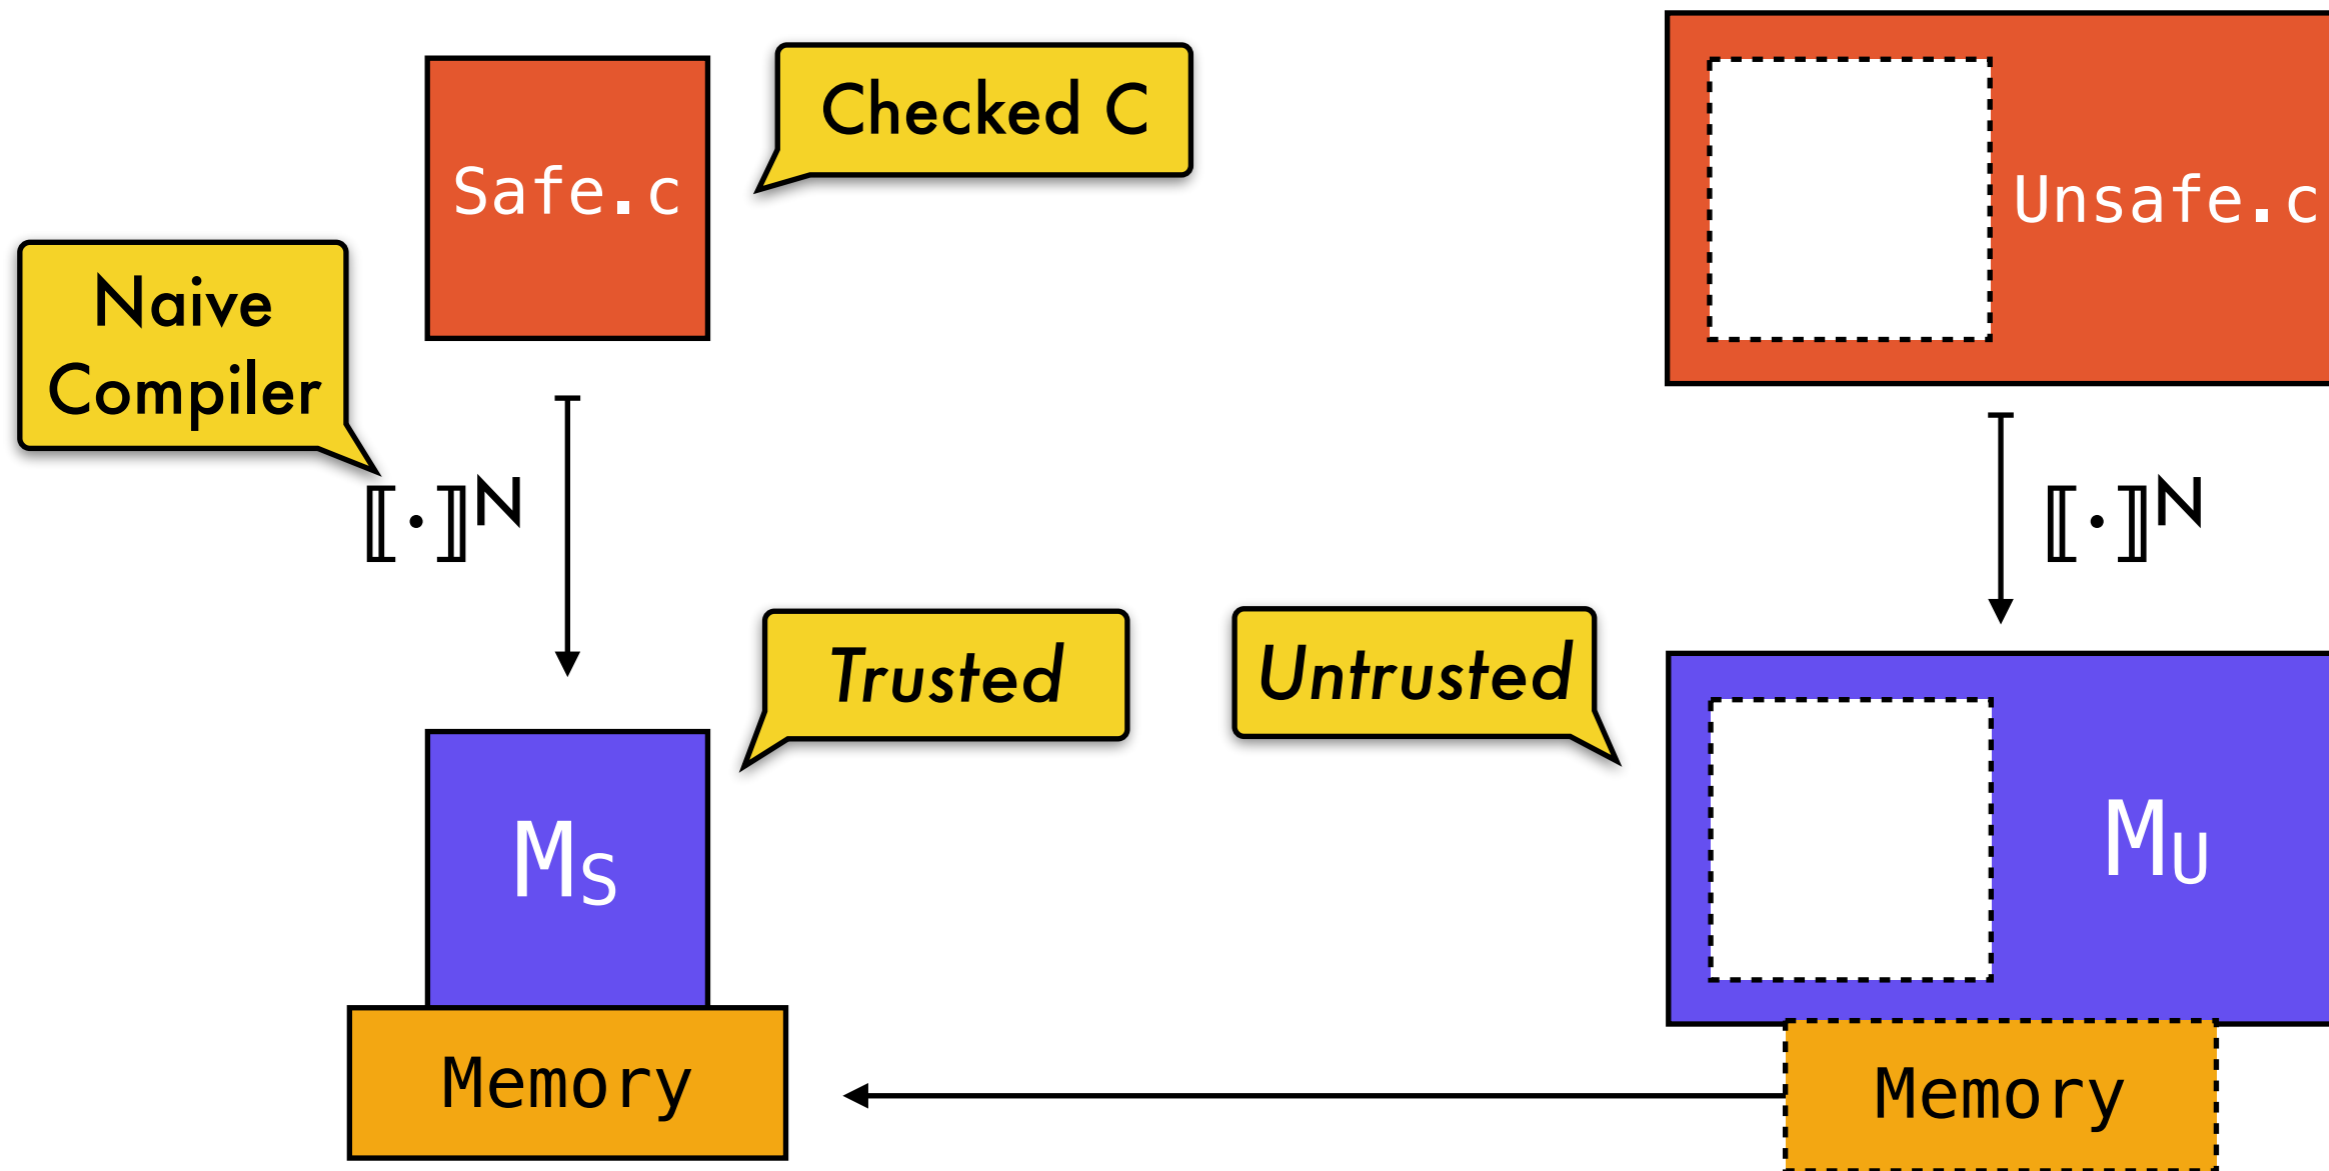 Checked C
Safe.c
Unsafe.c
Naive
Compiler
⟦·⟧ᴺ
⟦·⟧ᴺ
Trusted
Untrusted
Mₛ
Mᵤ
Memory
Memory